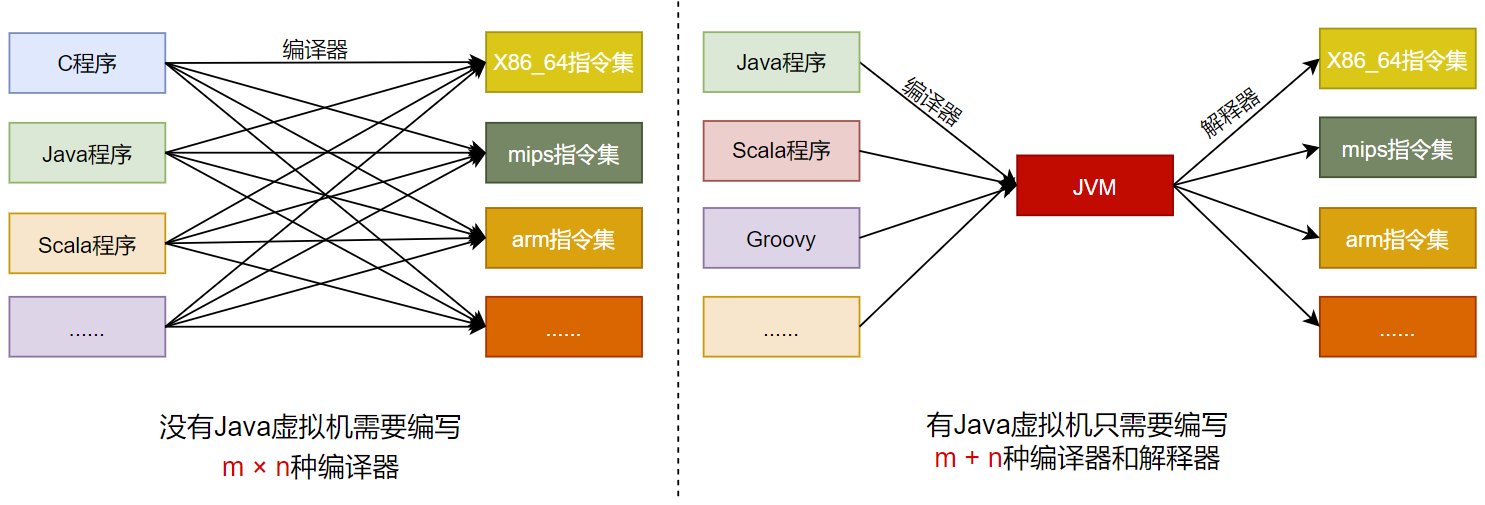 编译器
C程序
X86_64指令集
Java程序
mips指令集
Scala程序
arm指令集
......
......
没有Java虚拟机需要编写
m × n种编译器
Java程序
编译器
Scala程序
Groovy
......
JVM
解释器
X86_64指令集
mips指令集
arm指令集
......
有Java虚拟机只需要编写
m + n种编译器和解释器